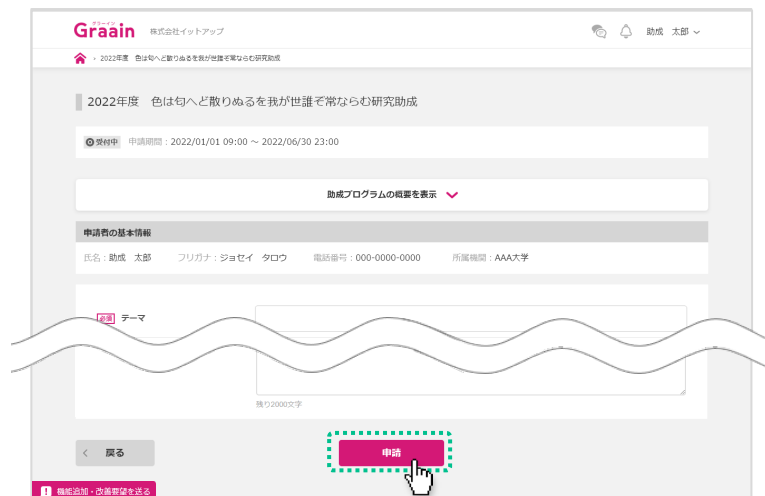 グラーイン
Graain 株式会社イットアップ 助成 太郎
2022年度 色は匂へど散りぬるを我が世誰ぞ常ならむ研究助成
2022年度 色は匂へど散りぬるを我が世誰ぞ常ならむ研究助成
受付中 申請期間：2022/01/01 09:00 ～ 2022/06/30 23:00
助成プログラムの概要を表示
申請者の基本情報
氏名：助成 太郎 フリガナ：ジョセイ タロウ 電話番号：000-0000-0000 所属機関：AAA大学
必須 テーマ
残り2000文字
戻る 申請
機能追加・改善要望を送る